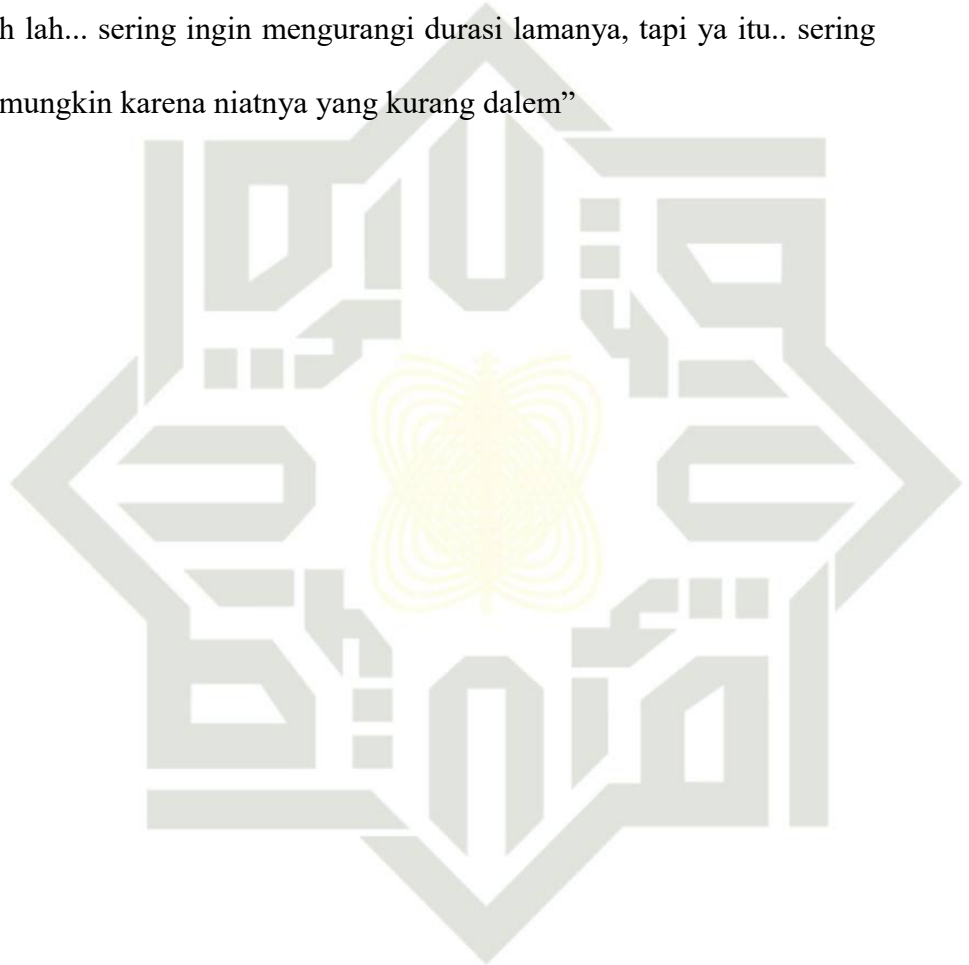 h lah... sering ingin mengurangi durasi lamanya, tapi ya itu.. sering
mungkin karena niatnya yang kurang dalem”